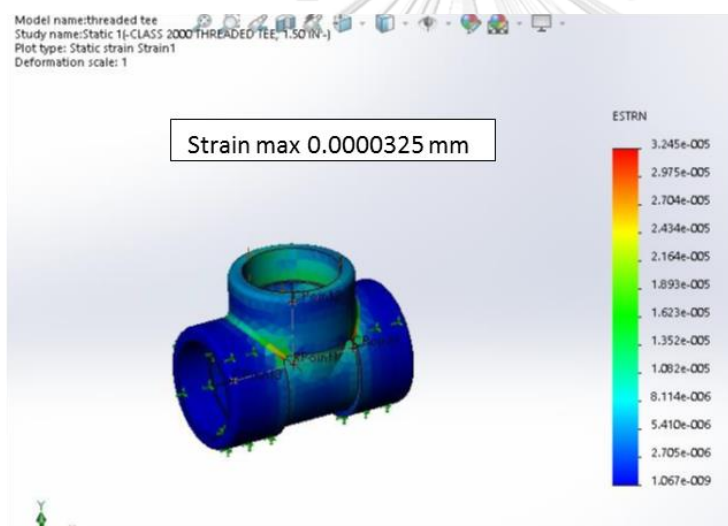 Model name:threaded tee
Study name:Static 1(-CLASS 2000 THREADED TEE, 1.50 IN -)
Plot type: Static strain Strain1
Deformation scale: 1
Strain max 0.0000325 mm
ESTRN
3.245e-005
2.975e-005
2.704e-005
2.434e-005
2.164e-005
1.893e-005
1.623e-005
1.352e-005
1.082e-005
8.114e-006
5.410e-006
2.705e-006
1.067e-009
Y